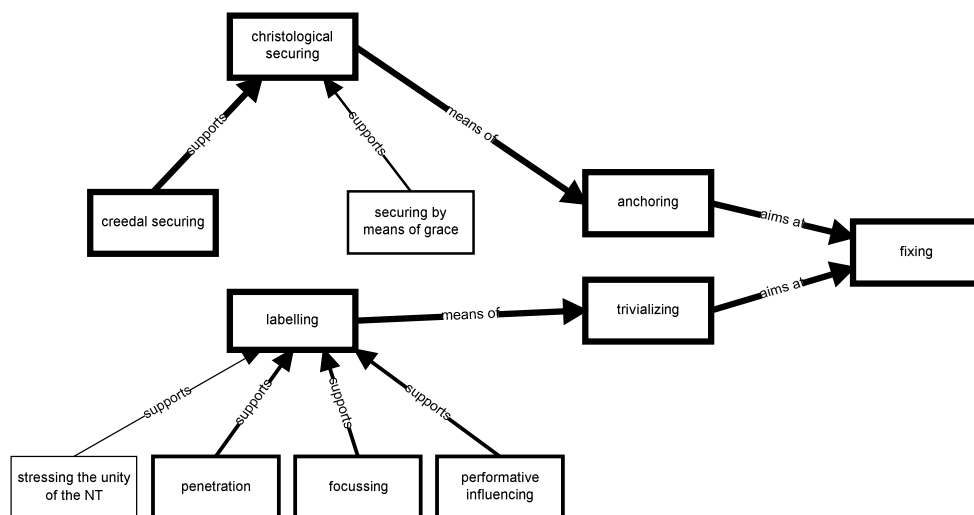 christological
securing
supports
supports
means of
creedal securing
securing by
means of grace
anchoring
aims at
fixing
labelling
means of
trivializing
aims at
supports
supports
supports
supports
stressing the unity
of the NT
penetration
focussing
performative
influencing